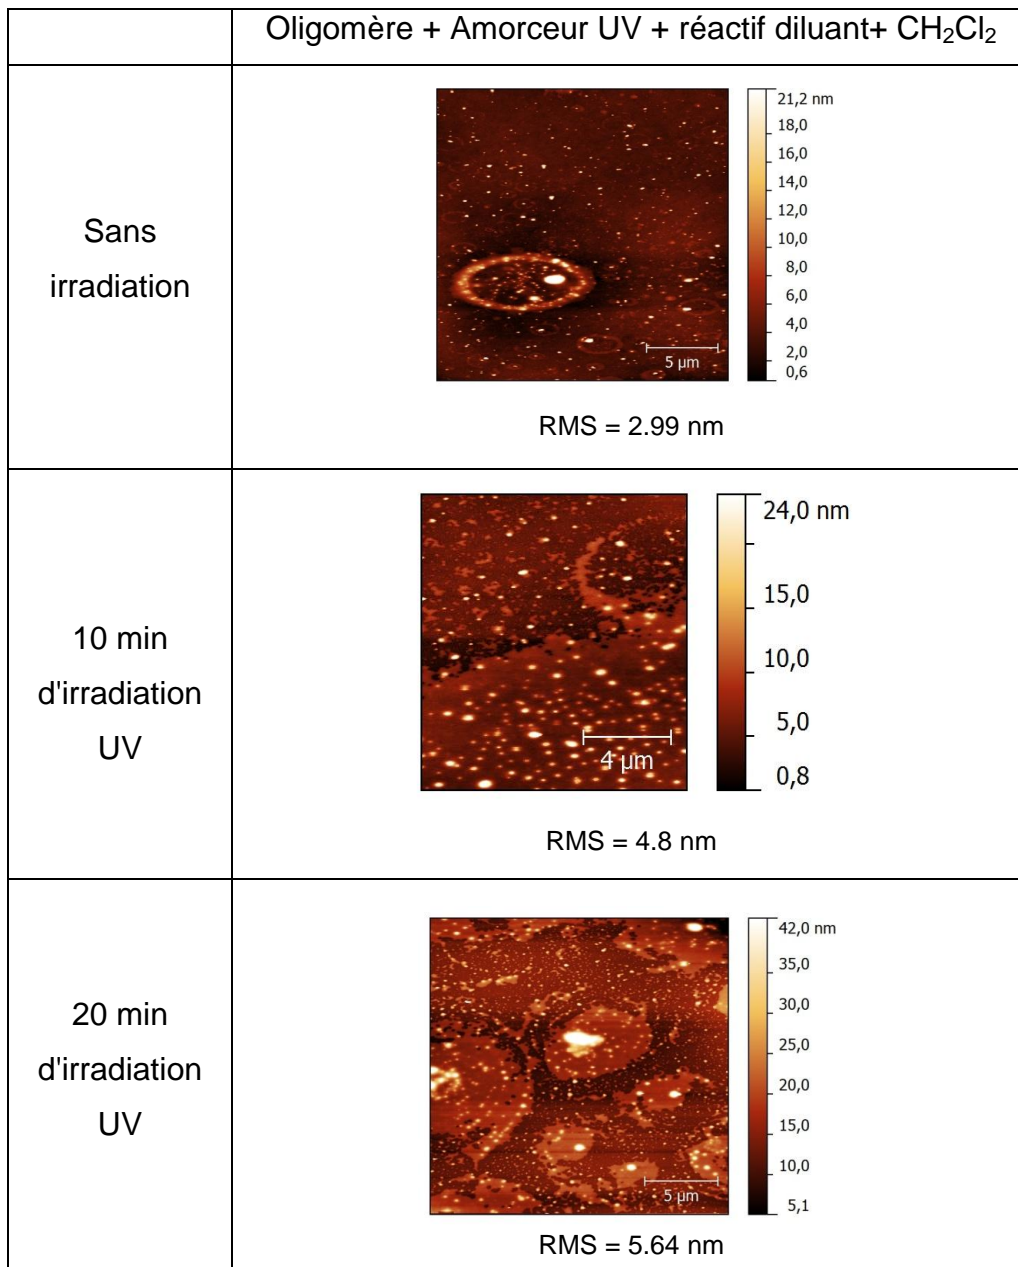 Oligomère + Amorceur UV + réactif diluant+ CH₂Cl₂
Sans
irradiation
21,2 nm
18,0
16,0
14,0
12,0
10,0
8,0
6,0
4,0
2,0
0,6
5 µm
RMS = 2.99 nm
10 min
d'irradiation
UV
24,0 nm
15,0
10,0
5,0
0,8
4 µm
RMS = 4.8 nm
20 min
d'irradiation
UV
42,0 nm
35,0
30,0
25,0
20,0
15,0
10,0
5,1
5 µm
RMS = 5.64 nm